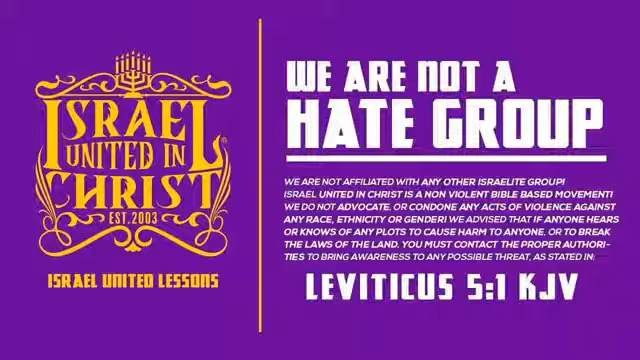 ISRAEL
UNITED IN
CHRIST
EST. 2003
ISRAEL UNITED LESSONS
WE ARE NOT A
HATE GROUP
WE ARE NOT AFFILIATED WITH ANY OTHER ISRAELITE GROUP!
ISRAEL UNITED IN CHRIST IS A NON VIOLENT BIBLE BASED MOVEMENT!
WE DO NOT ADVOCATE, OR CONDONE ANY ACTS OF VIOLENCE AGAINST
ANY RACE, ETHNICITY OR GENDER! WE ADVISED THAT IF ANYONE HEARS
OR KNOWS OF ANY PLOTS TO CAUSE HARM TO ANYONE, OR TO BREAK
THE LAWS OF THE LAND. YOU MUST CONTACT THE PROPER AUTHORI-
TIES TO BRING AWARENESS TO ANY POSSIBLE THREAT, AS STATED IN:
LEVITICUS 5:1 KJV